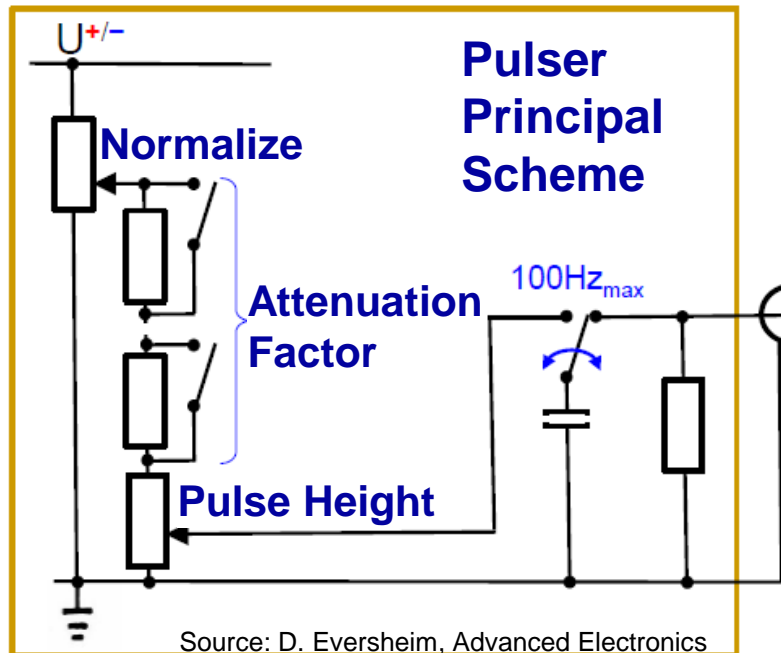 U+/−
Pulser
Principal
Scheme
Normalize
Attenuation
Factor
100Hzmax
Pulse Height
Source: D. Eversheim, Advanced Electronics